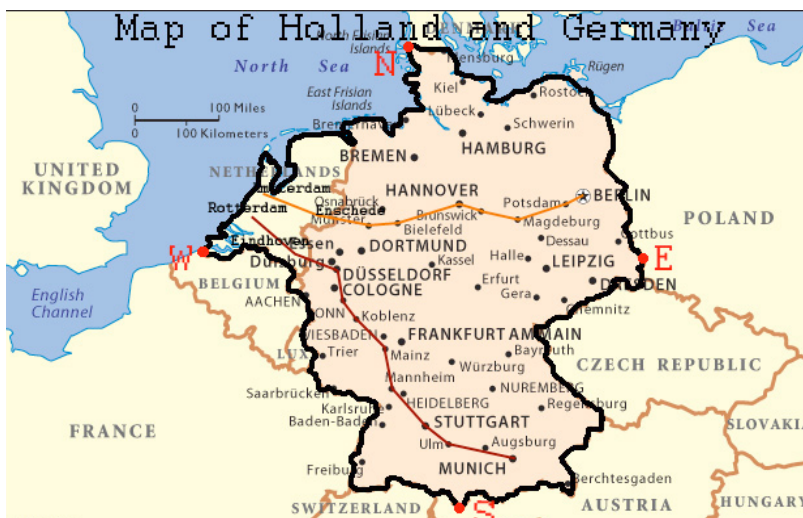 Map of Holland and Germany
DENMARK
Baltic Sea
North Frisian
Islands
N
Flensburg
North Sea
Rügen
Kiel
Rostock
East Frisian
Islands
100 Miles
Lübeck
Bremerhaven
Schwerin
100 Kilometers
HAMBURG
BREMEN
UNITED
KINGDOM
NETHERLANDS
Amsterdam
HANNOVER
BERLIN
Osnabrück
Potsdam
Rotterdam
Enschede
Münster
Brunswick
Magdeburg
POLAND
Bielefeld
Cottbus
Eindhoven
Essen
DORTMUND
Dessau
W
Kassel
Halle
LEIPZIG
E
Duisburg
DÜSSELDORF
BELGIUM
COLOGNE
Erfurt
DRESDEN
English
Channel
AACHEN
Gera
Chemnitz
BONN
Koblenz
WIESBADEN
FRANKFURT AM MAIN
LUX
Trier
Mainz
Bayreuth
Würzburg
CZECH REPUBLIC
Mannheim
Saarbrücken
NUREMBERG
HEIDELBERG
Karlsruhe
Regensburg
Baden-Baden
STUTTGART
SLOVAKIA
FRANCE
Ulm
Augsburg
Freiburg
MUNICH
Berchtesgaden
SWITZERLAND
S
AUSTRIA
HUNGARY